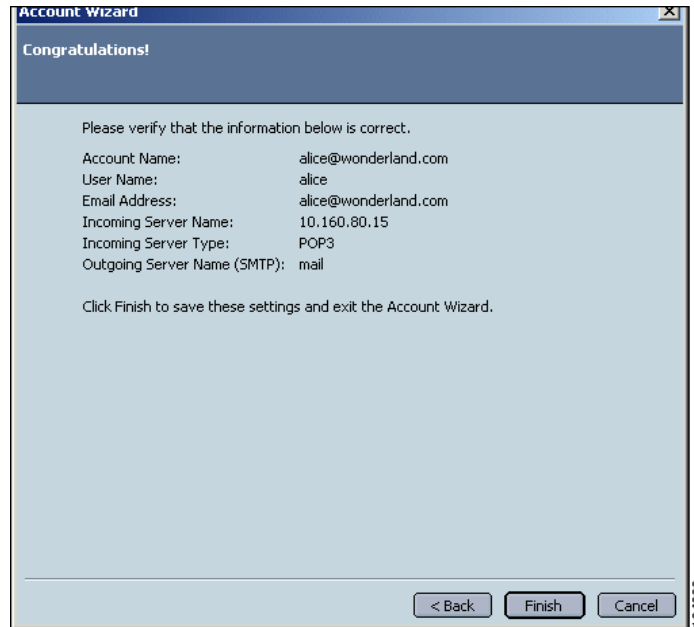 Account Wizard
Congratulations!
Please verify that the information below is correct.
Account Name: alice@wonderland.com
User Name: alice
Email Address: alice@wonderland.com
Incoming Server Name: 10.160.80.15
Incoming Server Type: POP3
Outgoing Server Name (SMTP): mail
Click Finish to save these settings and exit the Account Wizard.
< Back Finish Cancel